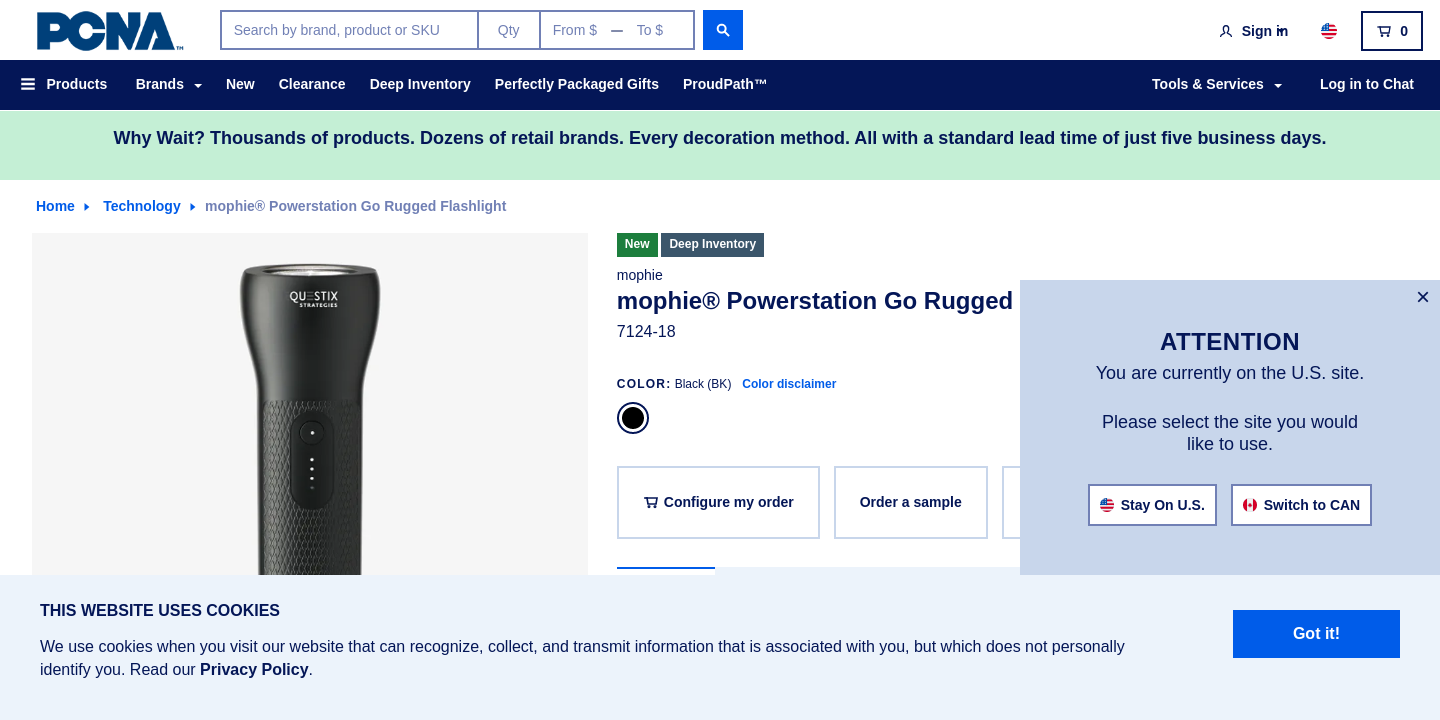 PCNA™
Search by brand, product or SKU
Qty
From $ — To $
Sign in
0
Products
Brands
New
Clearance
Deep Inventory
Perfectly Packaged Gifts
ProudPath™
Tools & Services
Log in to Chat
Why Wait? Thousands of products. Dozens of retail brands. Every decoration method. All with a standard lead time of just five business days.
Home
Technology
mophie® Powerstation Go Rugged Flashlight
QUESTIX
STRATEGIES
New
Deep Inventory
mophie
mophie® Powerstation Go Rugged
7124-18
COLOR: Black (BK) Color disclaimer
Configure my order
Order a sample
×
ATTENTION
You are currently on the U.S. site.
Please select the site you would
like to use.
Stay On U.S.
Switch to CAN
THIS WEBSITE USES COOKIES
We use cookies when you visit our website that can recognize, collect, and transmit information that is associated with you, but which does not personally
identify you. Read our Privacy Policy.
Got it!